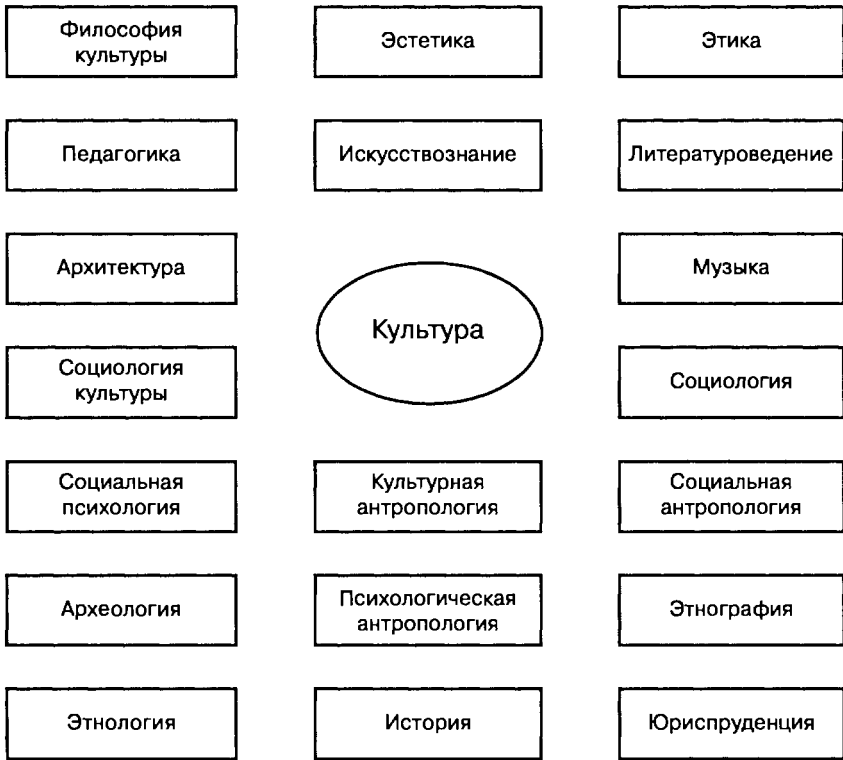 Философия
культуры
Эстетика
Этика
Педагогика
Искусствознание
Литературоведение
Архитектура
Музыка
Культура
Социология
культуры
Социология
Социальная
психология
Культурная
антропология
Социальная
антропология
Археология
Психологическая
антропология
Этнография
Этнология
История
Юриспруденция